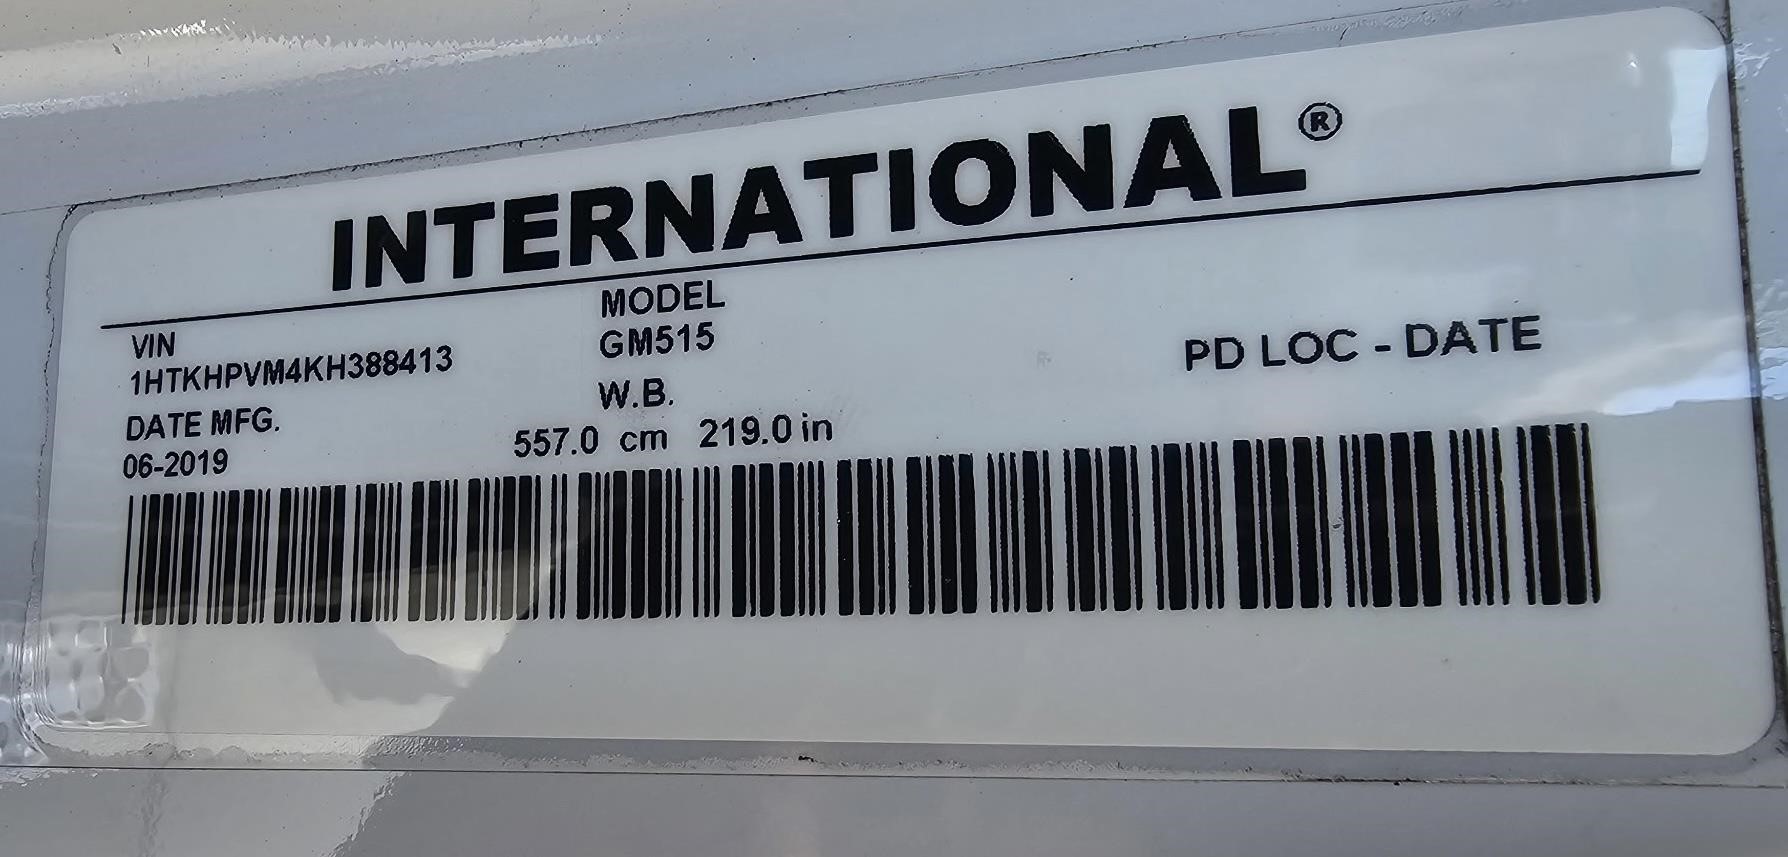 INTERNATIONAL®
VIN
1HTKHPVM4KH388413
MODEL
GM515
DATE MFG.
06-2019
W.B.
557.0 cm 219.0 in
PD LOC - DATE